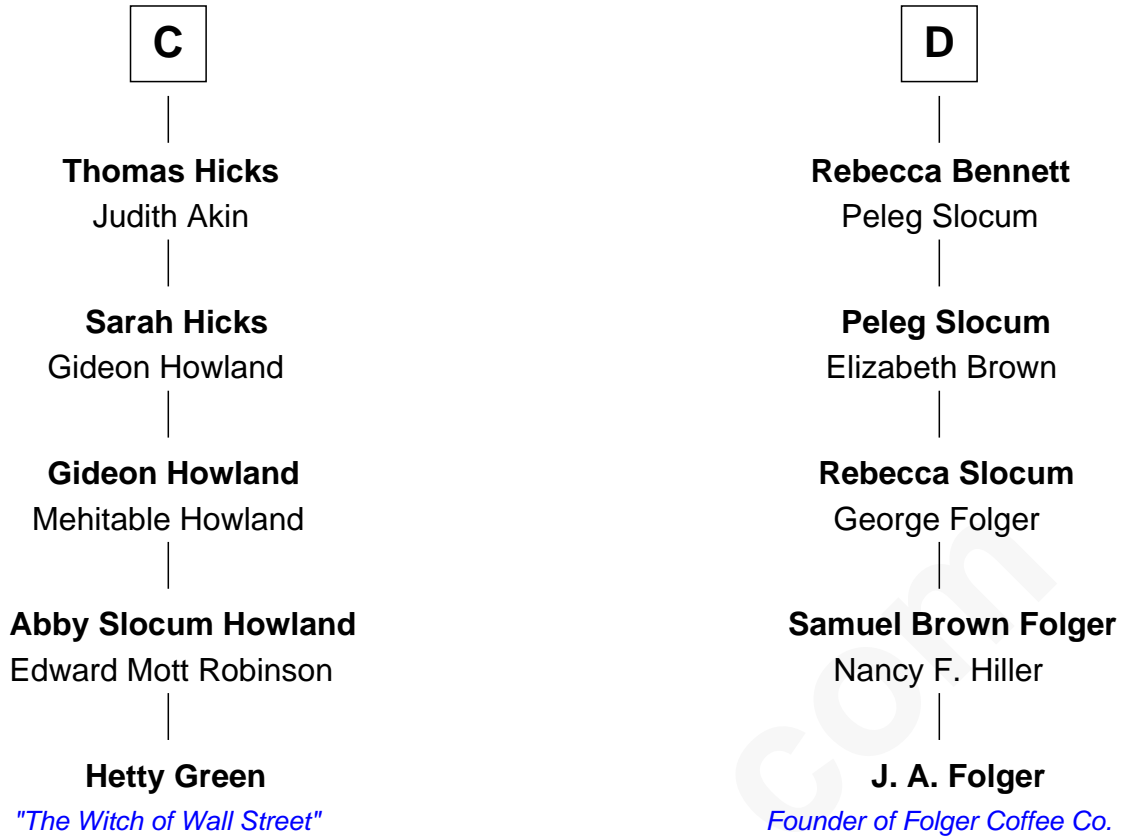 C
Thomas Hicks
Judith Akin
Sarah Hicks
Gideon Howland
Gideon Howland
Mehitable Howland
Abby Slocum Howland
Edward Mott Robinson
Hetty Green
"The Witch of Wall Street"
D
Rebecca Bennett
Peleg Slocum
Peleg Slocum
Elizabeth Brown
Rebecca Slocum
George Folger
Samuel Brown Folger
Nancy F. Hiller
J. A. Folger
Founder of Folger Coffee Co.
com